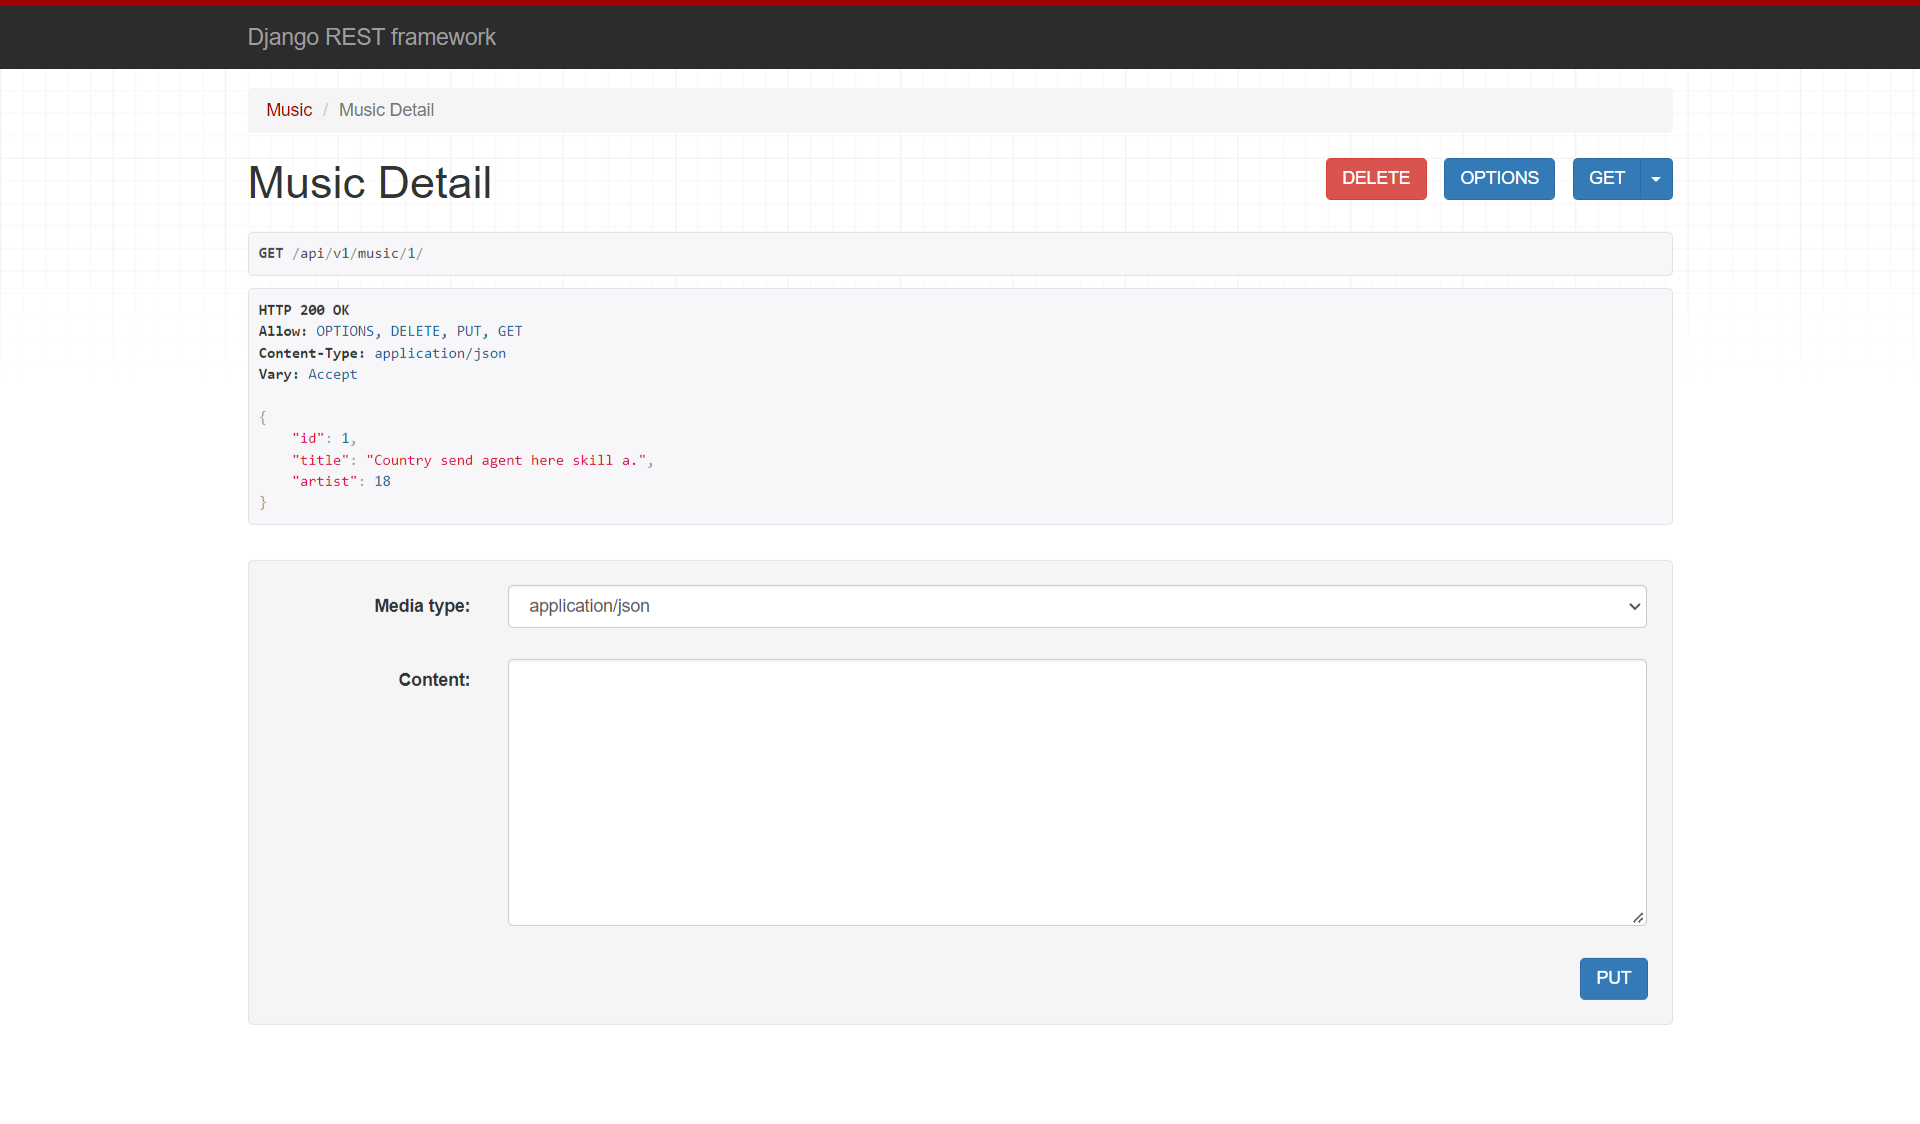 Django REST framework
Music / Music Detail
Music Detail
DELETE OPTIONS GET
GET /api/v1/music/1/
HTTP 200 OK
Allow: OPTIONS, DELETE, PUT, GET
Content-Type: application/json
Vary: Accept
{
    "id": 1,
    "title": "Country send agent here skill a.",
    "artist": 18
}
Media type: application/json
Content:
PUT